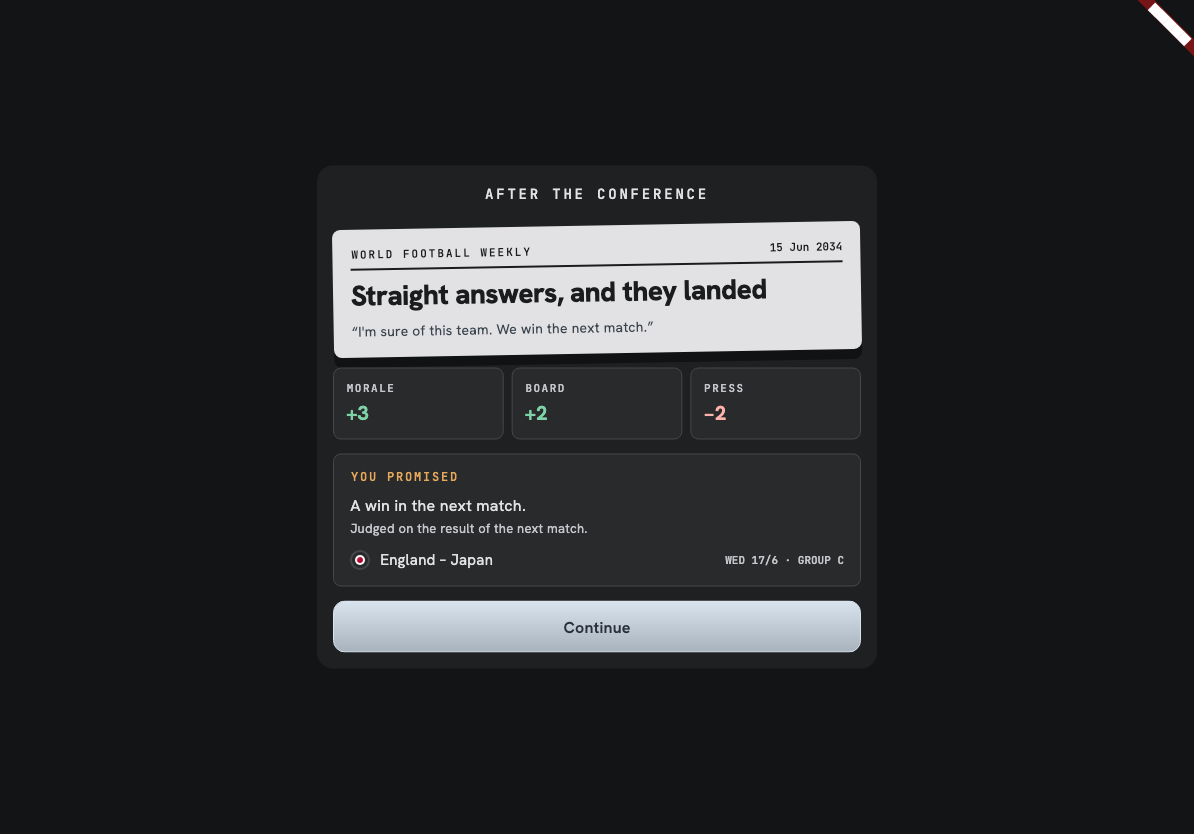 AFTER THE CONFERENCE
WORLD FOOTBALL WEEKLY
15 Jun 2034
Straight answers, and they landed
“I'm sure of this team. We win the next match.”
MORALE
+3
BOARD
+2
PRESS
−2
YOU PROMISED
A win in the next match.
Judged on the result of the next match.
England – Japan
WED 17/6 · GROUP C
Continue